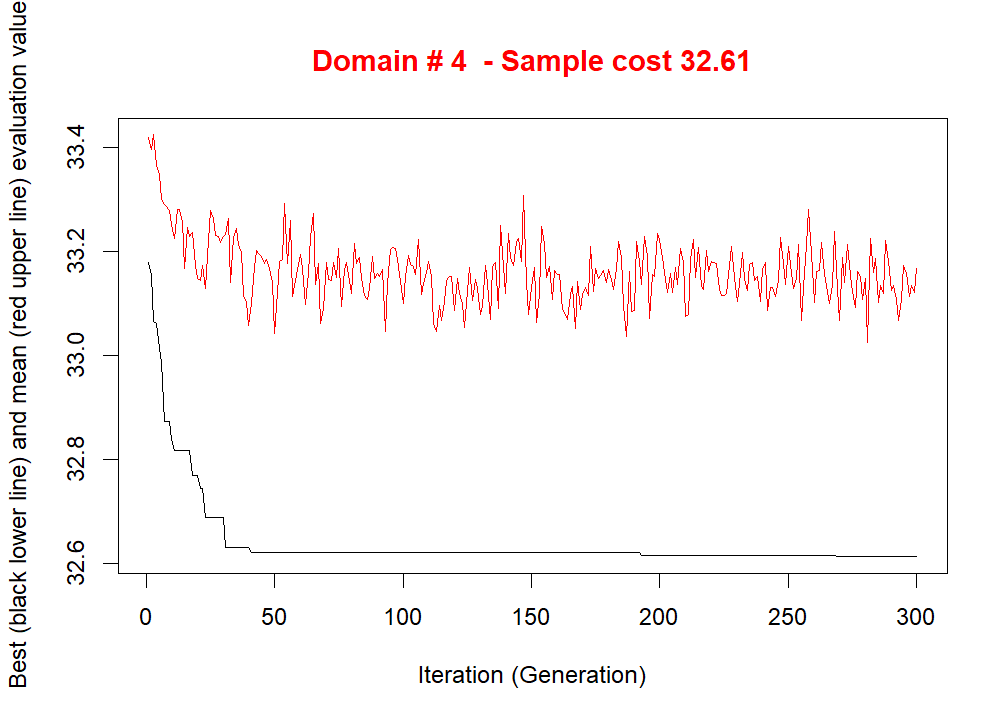 Domain # 4  - Sample cost 32.61
Best (black lower line) and mean (red upper line) evaluation value
33.4
33.2
33.0
32.8
32.6
0 50 100 150 200 250 300
Iteration (Generation)